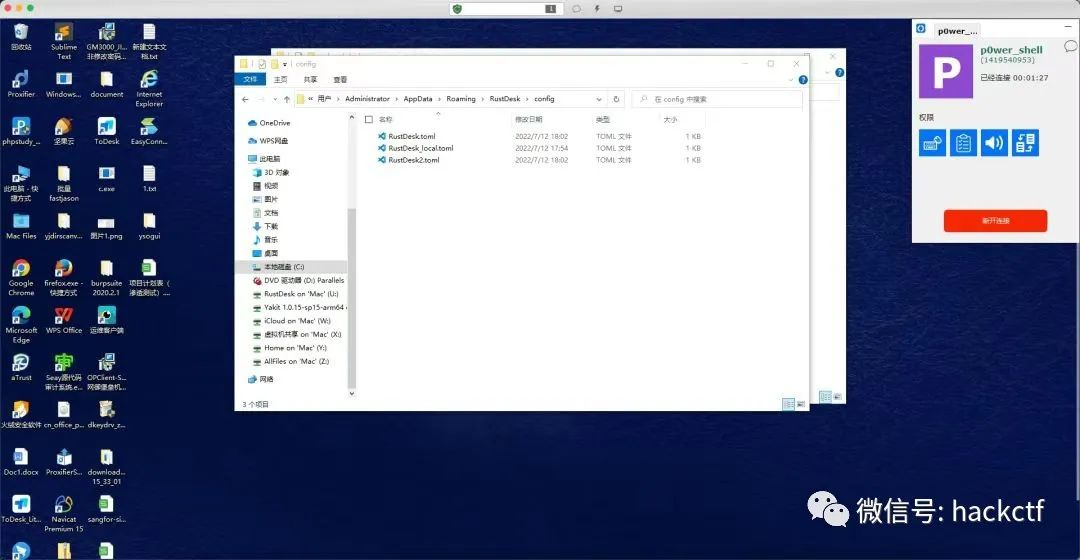 1
回收站
Sublime Text
GM3000_JI...
非修改密码...
新建文本文
档.txt
Proxifier
Windows...
document
Internet Explorer
phpstudy_...
坚果云
ToDesk
EasyConn...
此电脑 - 快
捷方式
批量
fastjason
c.exe
1.txt
Mac Files
yjdirscanv...
图片1.png
ysogui
Google Chrome
firefox.exe - 快捷方式
burpsuite 2020.2.1
项目计划表（
渗透测试）....
Microsoft Edge
WPS Office
运维客户端
aTrust
Seay源代码
审计系统.e...
OPClient-S...
网御堡垒机...
火绒安全软件
cn_office_p...
dkeydrv_z...
Doc1.docx
ProxifierS...
download...
15_33_01
ToDesk_Lit...
Navicat Premium 15
sangfor-si...
config
文件 主页 共享 查看
« 用户 › Administrator › AppData › Roaming › RustDesk › config
在 config 中搜索
OneDrive
WPS网盘
此电脑
3D 对象
视频
图片
文档
下载
音乐
桌面
本地磁盘 (C:)
DVD 驱动器 (D:) Parallels
RustDesk on 'Mac' (U:)
Yakit 1.0.15-sp15-arm64
iCloud on 'Mac' (W:)
虚拟机共享 on 'Mac' (X:)
Home on 'Mac' (Y:)
AllFiles on 'Mac' (Z:)
网络
名称 修改日期 类型 大小
RustDesk.toml 2022/7/12 18:02 TOML 文件 1 KB
RustDesk_local.toml 2022/7/12 17:54 TOML 文件 1 KB
RustDesk2.toml 2022/7/12 18:02 TOML 文件 1 KB
3 个项目
p0wer_...
P
p0wer_shell
(1419540953)
已经连接 00:01:27
权限
断开连接
微信号: hackctf